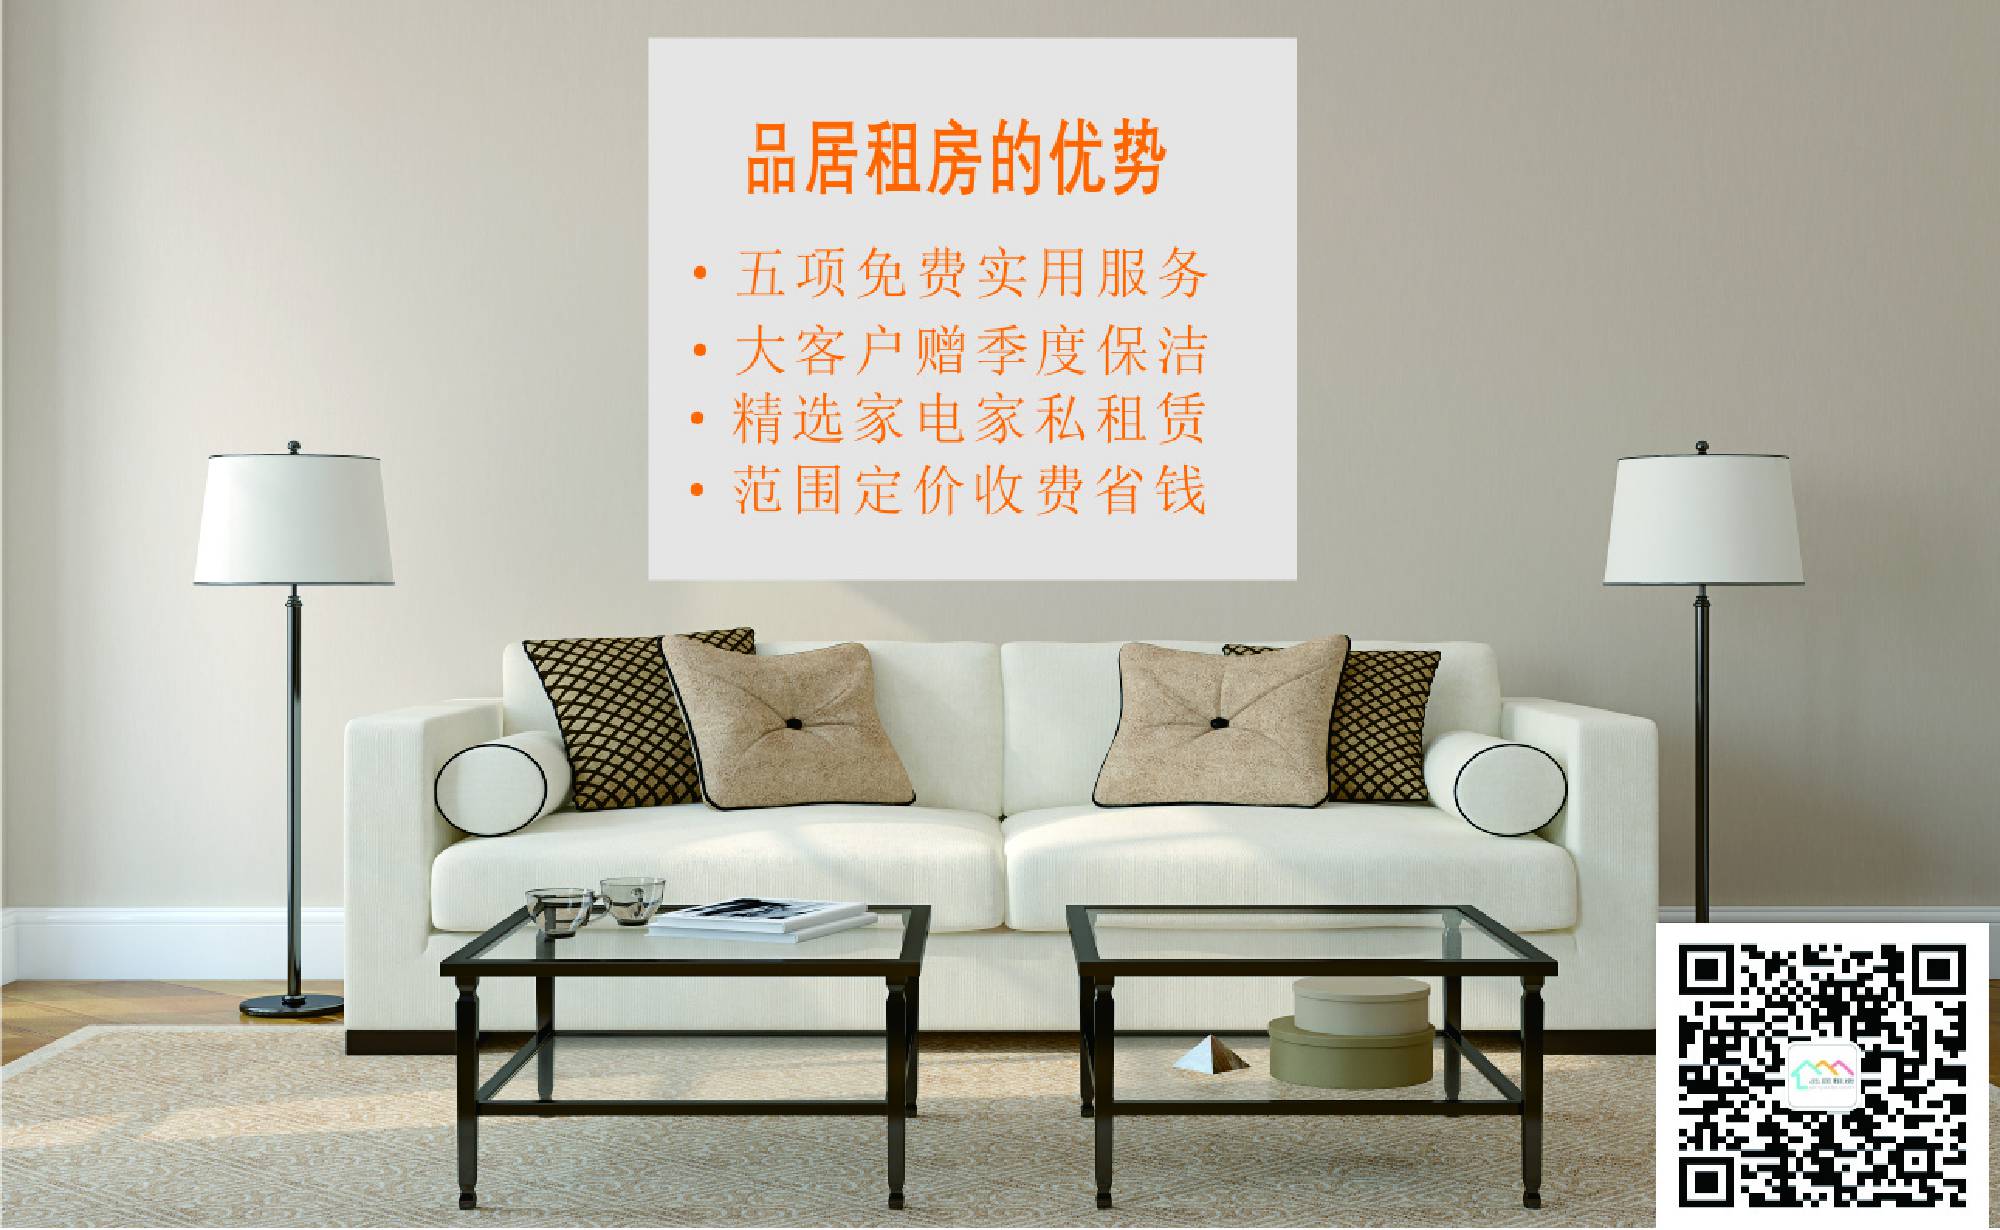 品居租房的优势
• 五项免费实用服务
• 大客户赠季度保洁
• 精选家电家私租赁
• 范围定价收费省钱
品居租房